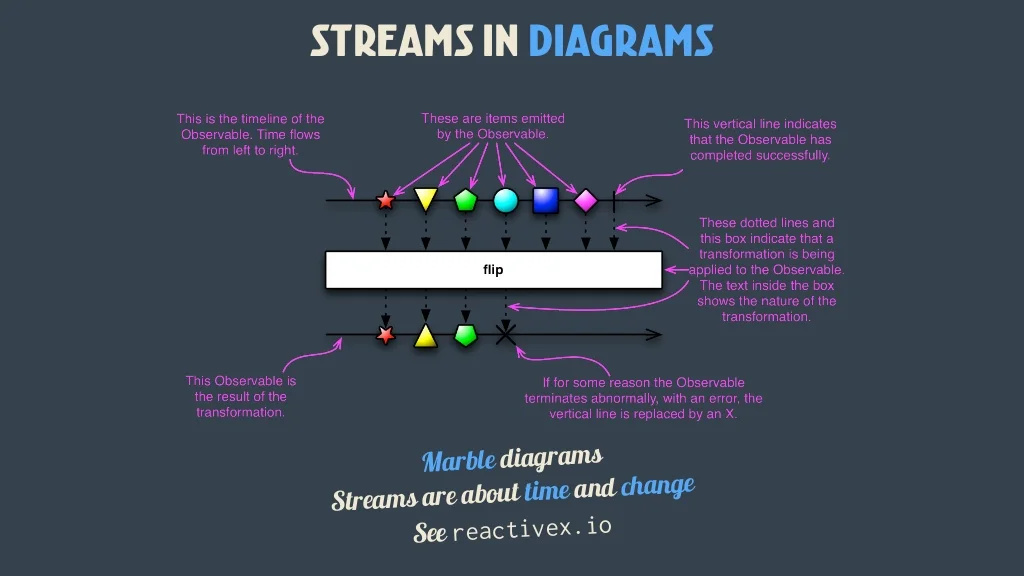 STREAMS IN DIAGRAMS
This is the timeline of the
Observable. Time flows
from left to right.
These are items emitted
by the Observable.
This vertical line indicates
that the Observable has
completed successfully.
These dotted lines and
this box indicate that a
transformation is being
applied to the Observable.
The text inside the box
shows the nature of the
transformation.
flip
This Observable is
the result of the
transformation.
If for some reason the Observable
terminates abnormally, with an error, the
vertical line is replaced by an X.
Marble diagrams
Streams are about time and change
See reactivex.io